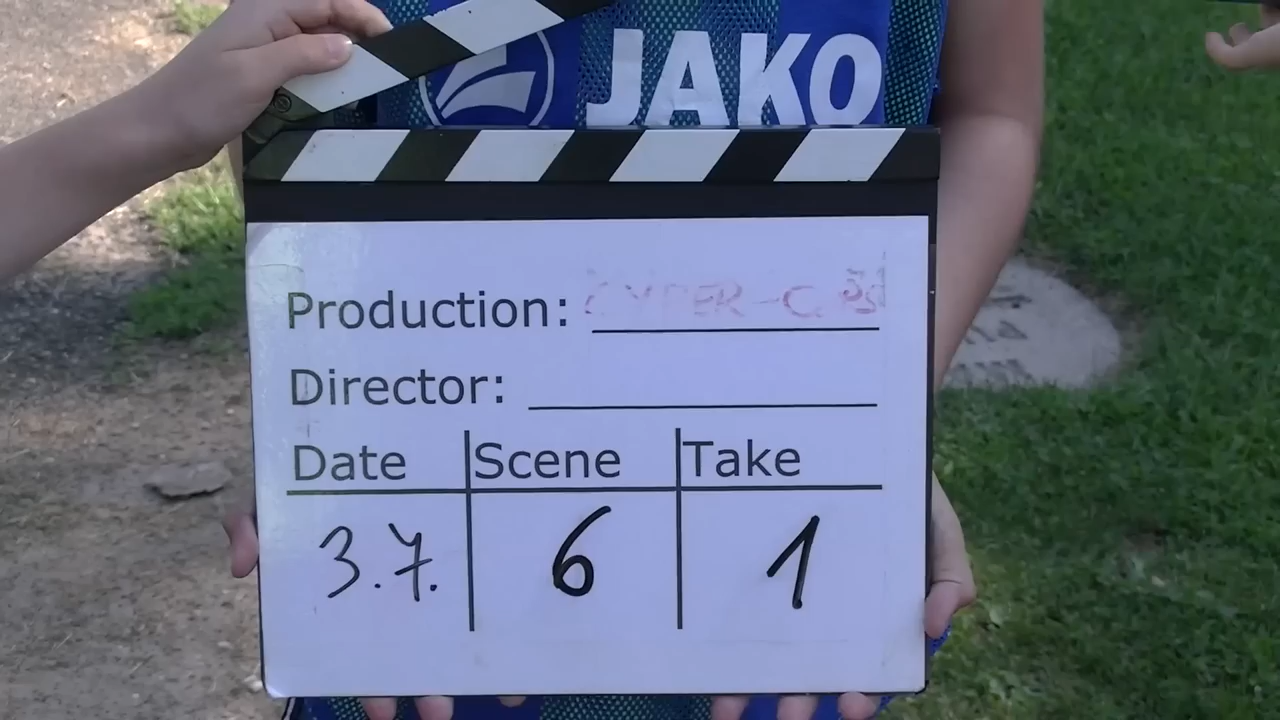 JAKO
Production:
Director:
Date Scene Take
3.7. 6 1